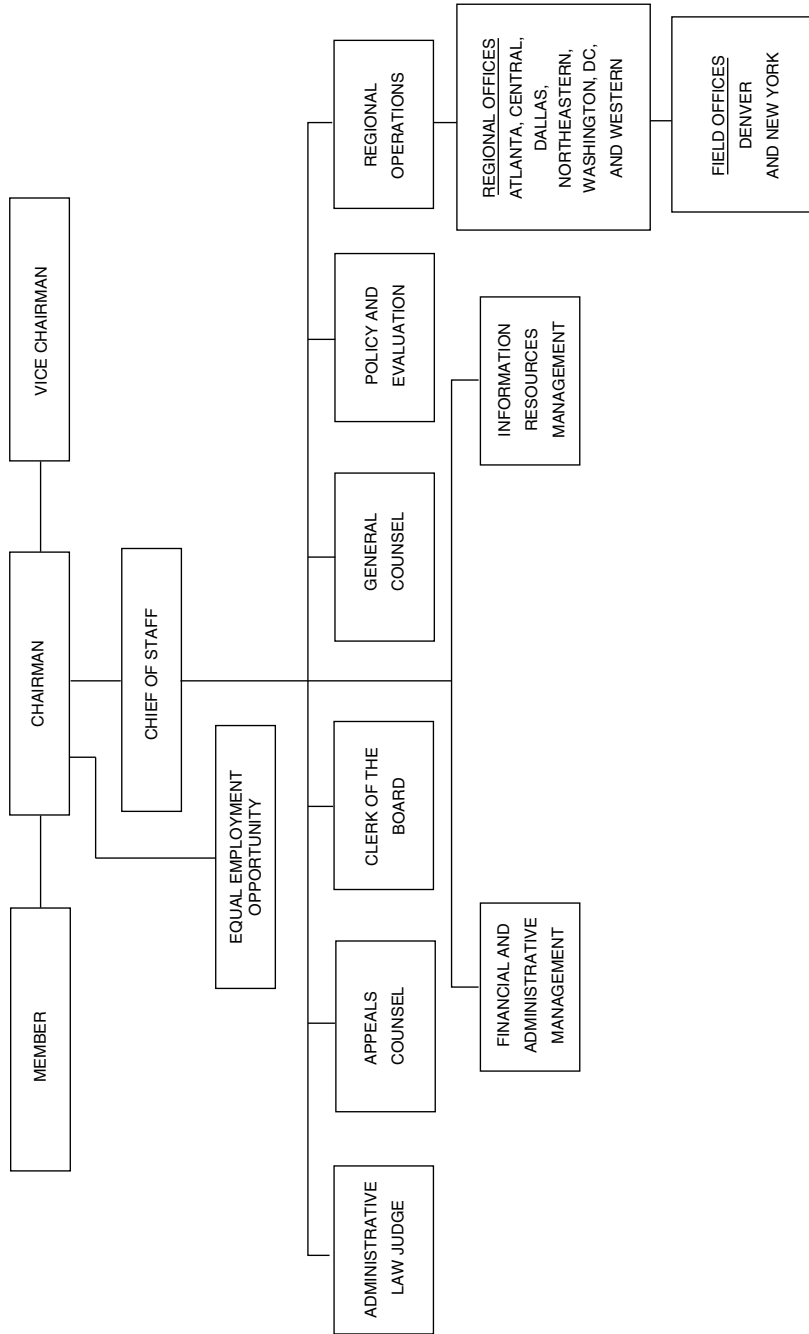 MEMBER
CHAIRMAN
VICE CHAIRMAN
CHIEF OF STAFF
EQUAL EMPLOYMENT
OPPORTUNITY
ADMINISTRATIVE
LAW JUDGE
APPEALS
COUNSEL
CLERK OF THE
BOARD
GENERAL
COUNSEL
POLICY AND
EVALUATION
REGIONAL
OPERATIONS
REGIONAL OFFICES
ATLANTA, CENTRAL,
DALLAS,
NORTHEASTERN,
WASHINGTON, DC,
AND WESTERN
FINANCIAL AND
ADMINISTRATIVE
MANAGEMENT
INFORMATION
RESOURCES
MANAGEMENT
FIELD OFFICES
DENVER
AND NEW YORK